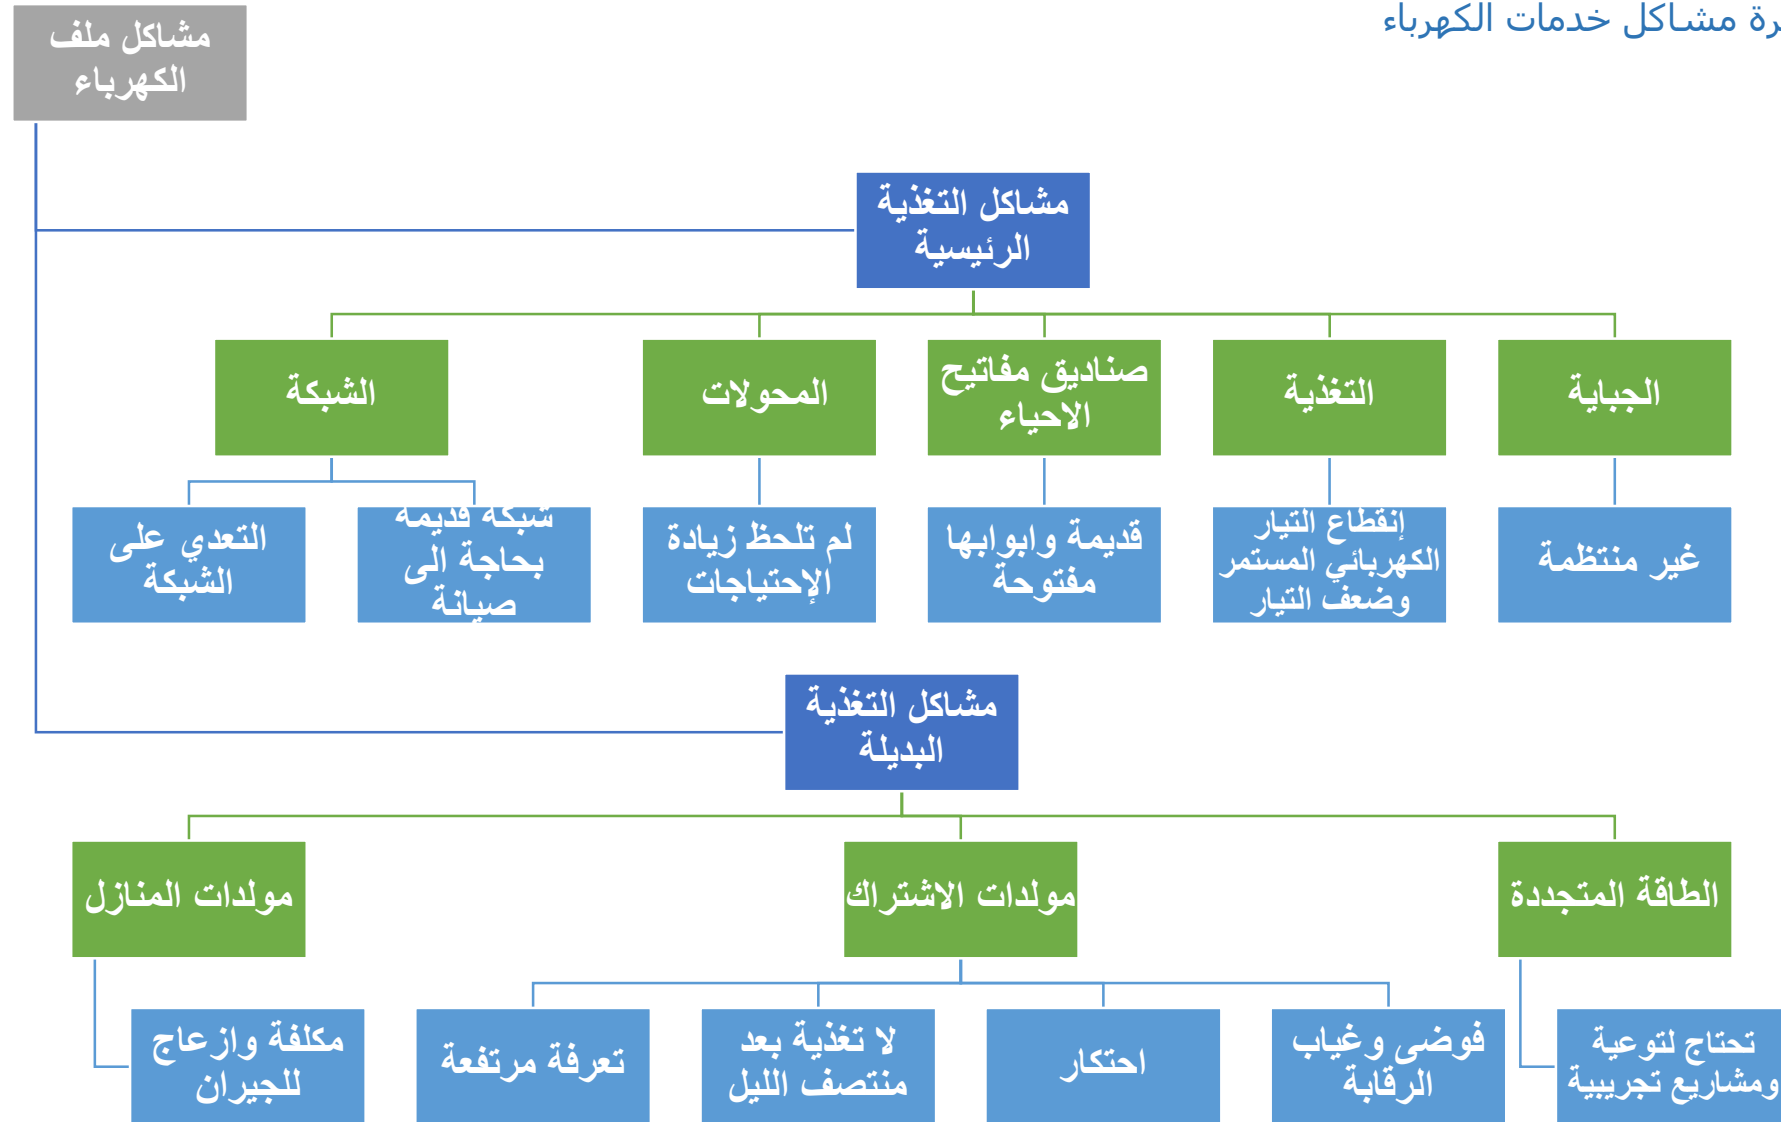 مشاكل خدمات الكهرباء
مشاكل ملف
الكهرباء
مشاكل التغذية
الرئيسية
الجباية
التغذية
صناديق مفاتيح
الاحياء
المحولات
الشبكة
غير منتظمة
إنقطاع التيار
الكهربائي المستمر
وضعف التيار
قديمة وابوابها
مفتوحة
لم تلحظ زيادة
الإحتياجات
شبكة قديمة
بحاجة الى
صيانة
التعدي على
الشبكة
مشاكل التغذية
البديلة
الطاقة المتجددة
مولدات الاشتراك
مولدات المنازل
تحتاج لتوعية
ومشاريع تجريبية
فوضى وغياب
الرقابة
احتكار
لا تغذية بعد
منتصف الليل
تعرفة مرتفعة
مكلفة وازعاج
للجيران